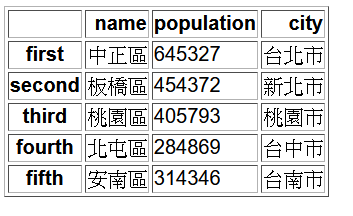 name population city
first 中正區 645327 台北市
second 板橋區 454372 新北市
third 桃園區 405793 桃園市
fourth 北屯區 284869 台中市
fifth 安南區 314346 台南市